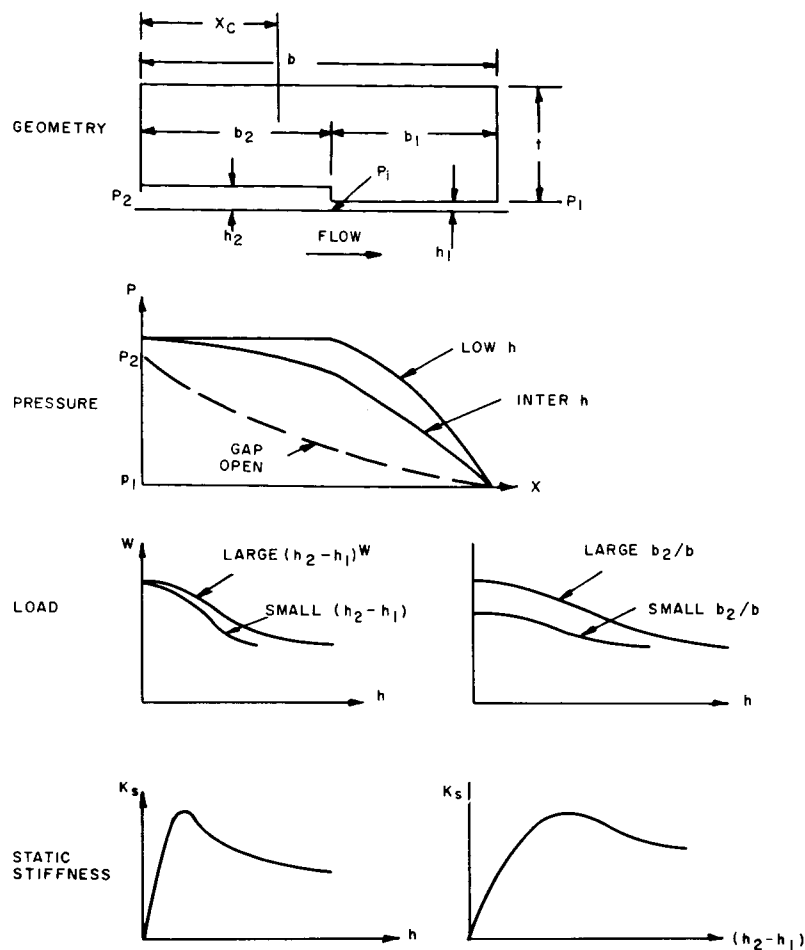 X_C
b
GEOMETRY
b_2
b_1
t
P_i
P_2
P_1
h_2
FLOW
h_1
P
LOW h
P_2
INTER h
PRESSURE
GAP
OPEN
P_1
X
W
LARGE (h_2-h_1)
W
LARGE b_2/b
LOAD
SMALL (h_2-h_1)
SMALL b_2/b
h
h
K_s
K_s
STATIC
STIFFNESS
h
(h_2-h_1)